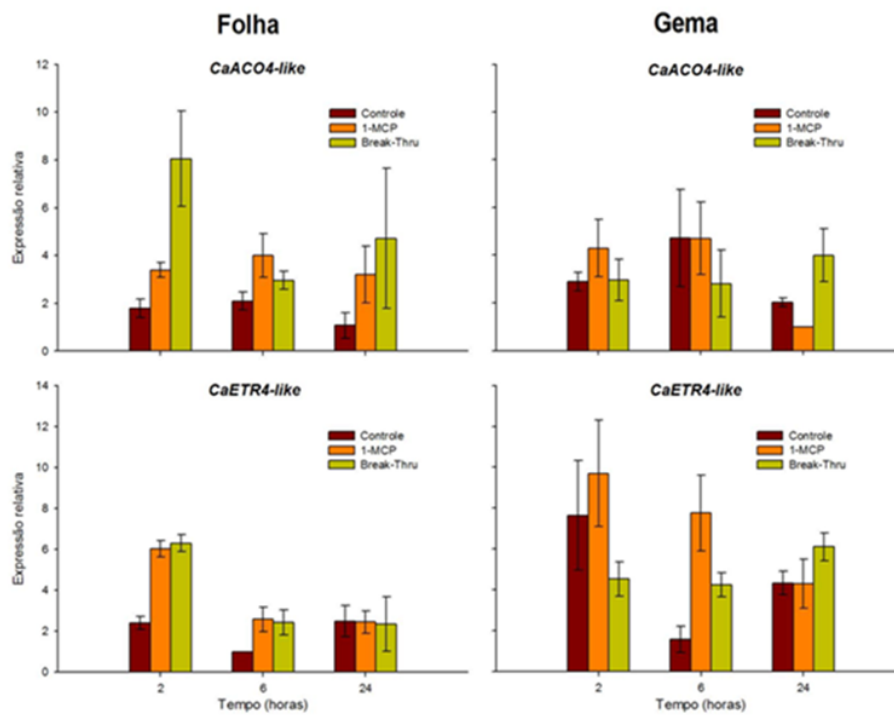 Folha
Gema
CaACO4-like
CaACO4-like
12
10
8
6
4
2
0
Expressão relativa
Controle
1-MCP
Break-Thru
Controle
1-MCP
Break-Thru
CaETR4-like
CaETR4-like
14
12
10
8
6
4
2
0
Expressão relativa
Controle
1-MCP
Break-Thru
Controle
1-MCP
Break-Thru
2
6
24
2
6
24
Tempo (horas)
Tempo (horas)